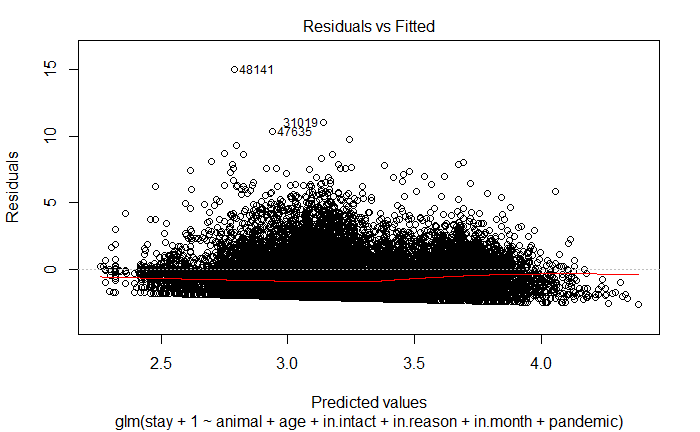 Residuals vs Fitted
Residuals
15
10
5
0
48141
31019
47635
2.5 3.0 3.5 4.0
Predicted values
glm(stay + 1 ~ animal + age + in.intact + in.reason + in.month + pandemic)